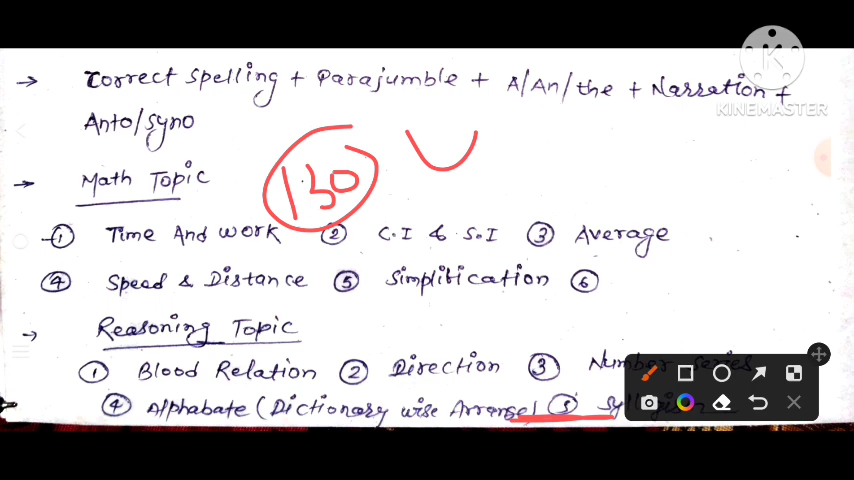 → Correct spelling + Parajumble + A/An/the + Narration +
Anto/syno
→ Math Topic
130
① Time And work ② C.I & S.I ③ Average
④ Speed & Distance ⑤ Simplification ⑥
→ Reasoning Topic
① Blood Relation ② Direction ③ Number series
④ Alphabate (Dictionary wise Arrange) ⑤
K
KINEMASTER